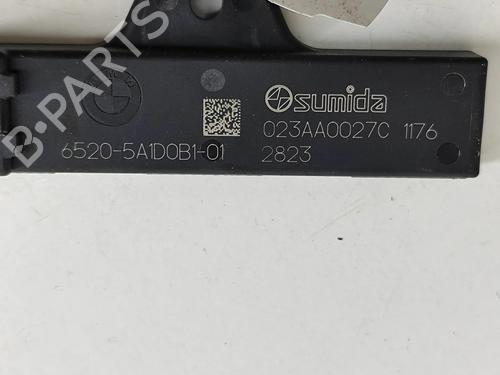 B-PARTS
sumida
023AA0027C 1176
6520-5A1D0B1-01
2823